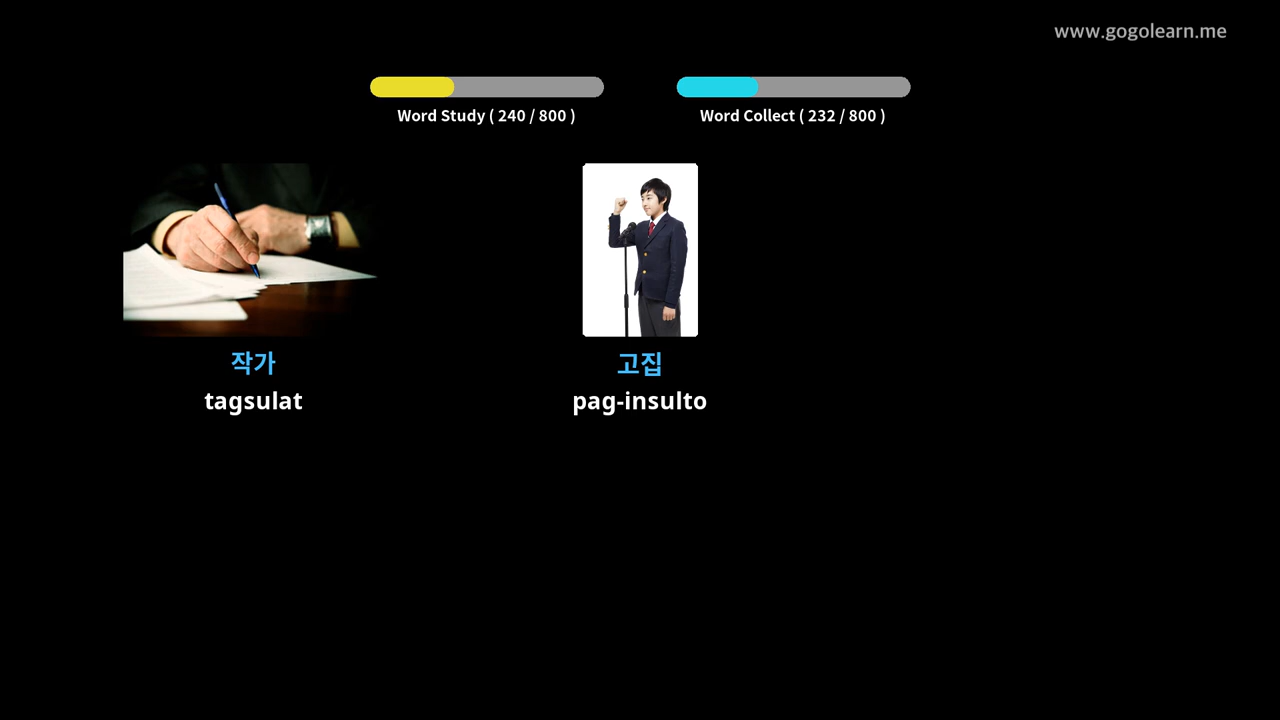 www.gogolearn.me
Word Study ( 240 / 800 )
Word Collect ( 232 / 800 )
작가
tagsulat
고집
pag-insulto